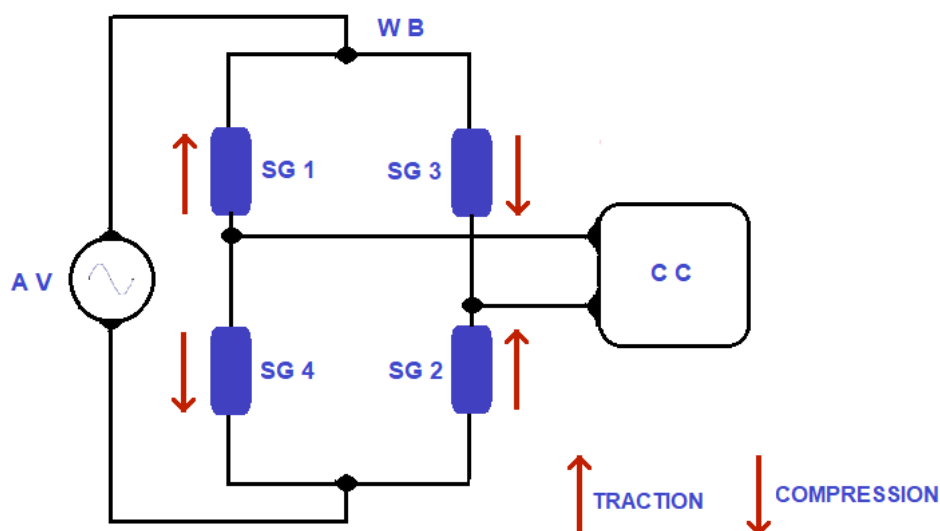 W B
SG 1
SG 3
A V
C C
SG 4
SG 2
TRACTION
COMPRESSION